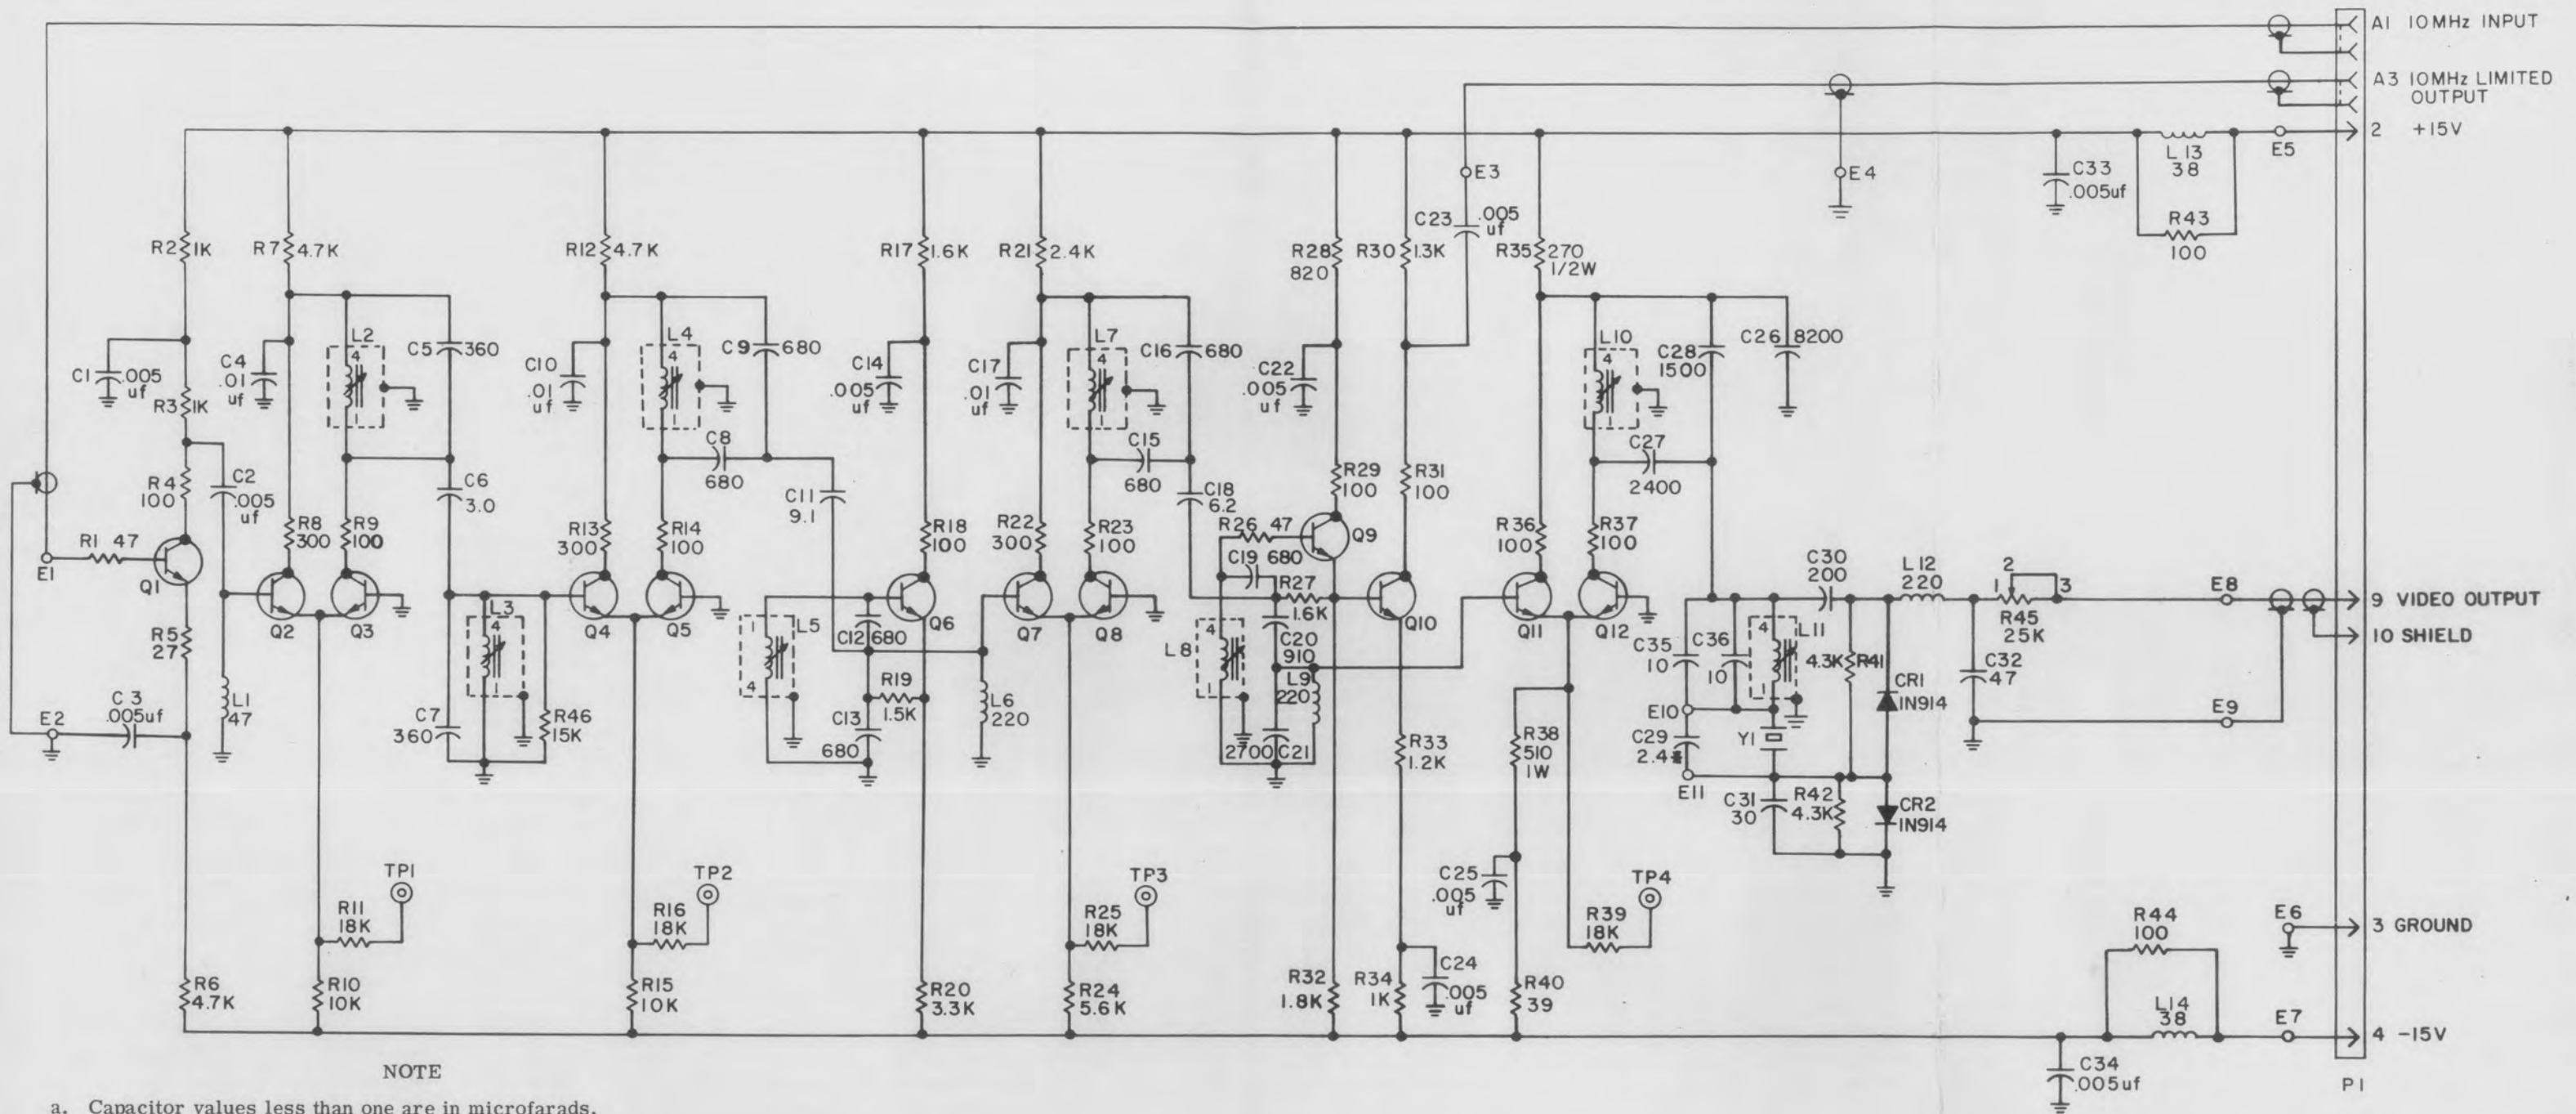 A1 10MHz INPUT
A3 10MHz LIMITED
OUTPUT
2 +15V
E5
L13
38
R43
100
C33
.005uf
E3
E4
C23 .005
uf
R2 1K
R7 4.7K
R12 4.7K
R17 1.6K
R21 2.4K
R28
820
R30 1.3K
R35 270
1/2W
C1 .005
uf
R3 1K
C4
.01
uf
L2
4
1
C5 360
C10
.01
uf
L4
4
1
C9 680
C14
.005
uf
C17
.01
uf
L7
4
1
C16 680
C22
.005
uf
L10
4
1
C28
1500
C26 8200
R4
100
C2
.005
uf
C6
3.0
C8
680
C11
9.1
C15
680
C18
6.2
R29
100
R31
100
C27
2400
R1 47
E1
Q1
R8
300
R9
100
R13
300
R14
100
R18
100
R22
300
R23
100
R26 47
Q9
C19 680
R27
1.6K
R36
100
R37
100
C30
200
L12
220
2
1
3
R45
25K
E8
9 VIDEO OUTPUT
10 SHIELD
Q2
Q3
Q4
Q5
Q6
Q7
Q8
Q10
Q11
Q12
R5
27
L3
4
1
L5
1
4
C12 680
L8
4
1
C20
910
L9
220
C35
10
C36
10
L11
4
1
4.3K R41
CR1
1N914
C32
47
E9
E2
C3
.005uf
L1
47
C7
360
R46
15K
R19
1.5K
C13
680
L6
220
2700 C21
R33
1.2K
R38
510
1W
E10
C29
2.4
Y1
E11
C31
30
R42
4.3K
CR2
1N914
TP1
TP2
TP3
TP4
R11
18K
R16
18K
R25
18K
C25
.005
uf
R39
18K
E6
3 GROUND
R44
100
R6
4.7K
R10
10K
R15
10K
R20
3.3K
R24
5.6K
R32
1.8K
R34
1K
C24
.005
uf
R40
39
L14
38
E7
4 -15V
C34
.005uf
P1
NOTE
a. Capacitor values less than one are in microfarads.